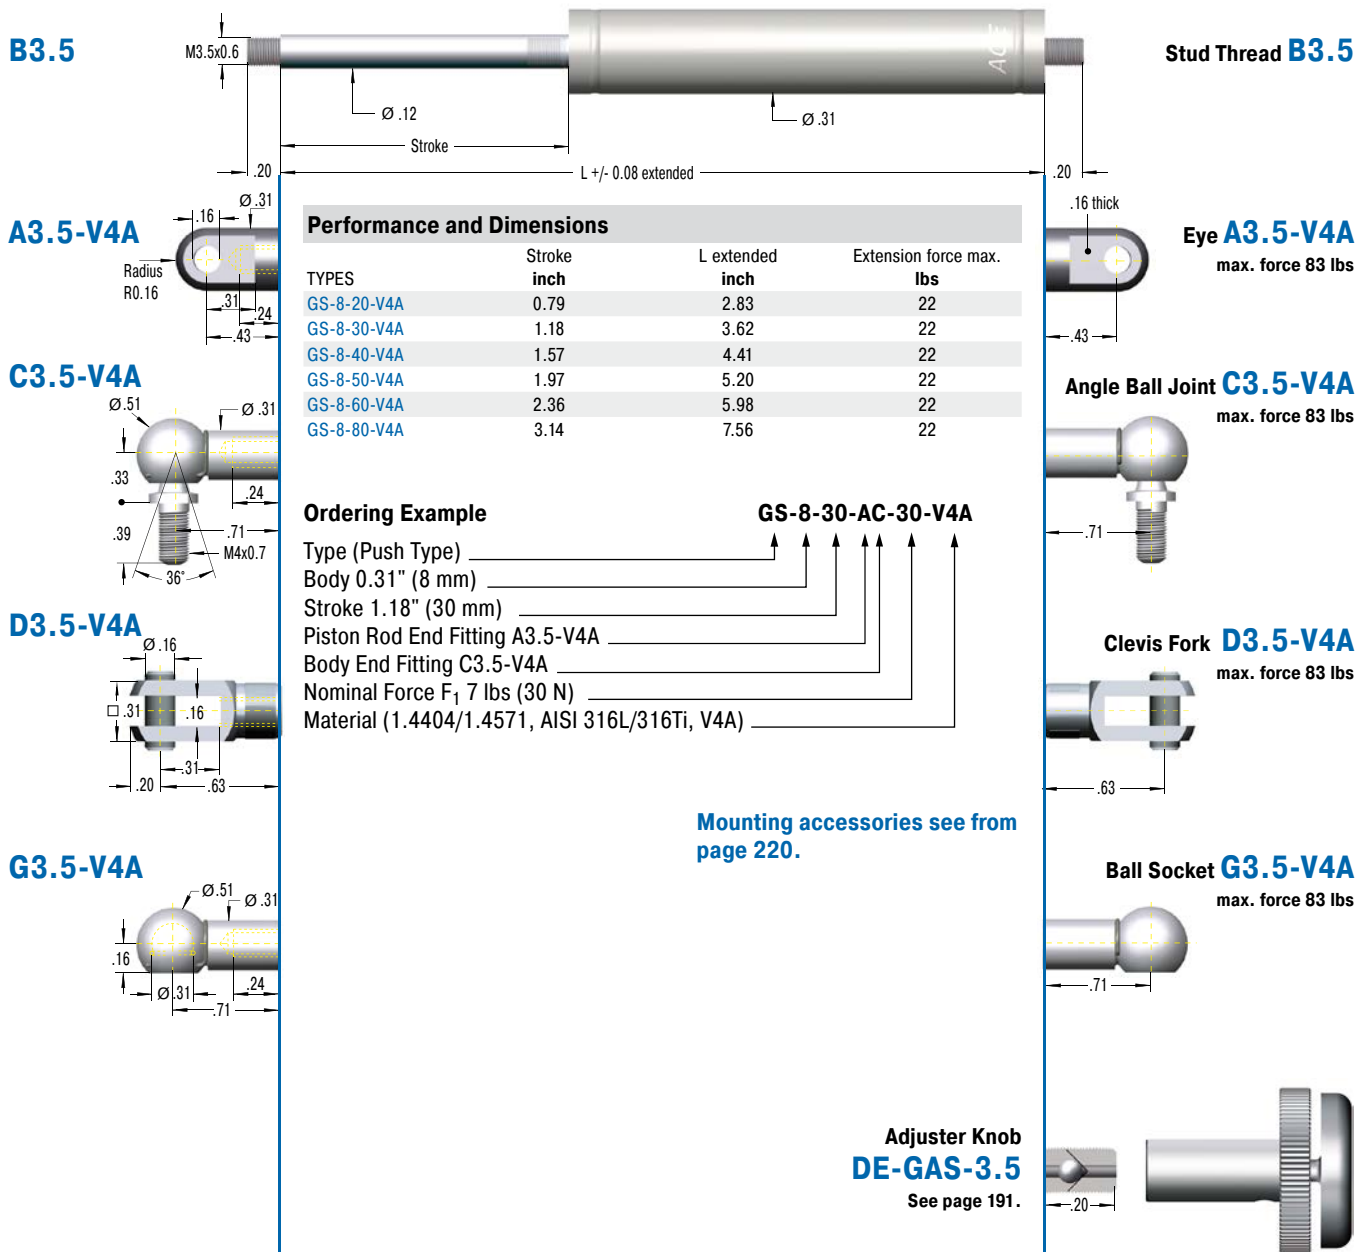 B3.5
M3.5x0.6
ACE
Stud Thread B3.5
Ø .12
Ø .31
Stroke
.20
L +/- 0.08 extended
.20
A3.5-V4A
Ø .31
.16
Radius
R0.16
.31
.24
.43
.16 thick
Eye A3.5-V4A
max. force 83 lbs
.43
Performance and Dimensions
Stroke L extended Extension force max.
TYPES inch inch lbs
GS-8-20-V4A 0.79 2.83 22
GS-8-30-V4A 1.18 3.62 22
GS-8-40-V4A 1.57 4.41 22
GS-8-50-V4A 1.97 5.20 22
GS-8-60-V4A 2.36 5.98 22
GS-8-80-V4A 3.14 7.56 22
C3.5-V4A
Ø.51
Ø .31
.33
.24
.39
.71
M4x0.7
36°
Angle Ball Joint C3.5-V4A
max. force 83 lbs
.71
Ordering Example GS-8-30-AC-30-V4A
Type (Push Type)
Body 0.31" (8 mm)
Stroke 1.18" (30 mm)
Piston Rod End Fitting A3.5-V4A
Body End Fitting C3.5-V4A
Nominal Force F1 7 lbs (30 N)
Material (1.4404/1.4571, AISI 316L/316Ti, V4A)
D3.5-V4A
Ø .16
□ .31
.16
.31
.20
.63
Clevis Fork D3.5-V4A
max. force 83 lbs
.63
Mounting accessories see from
page 220.
G3.5-V4A
Ø.51
Ø .31
.16
Ø.31
.24
.71
Ball Socket G3.5-V4A
max. force 83 lbs
.71
Adjuster Knob
DE-GAS-3.5
See page 191.
.20